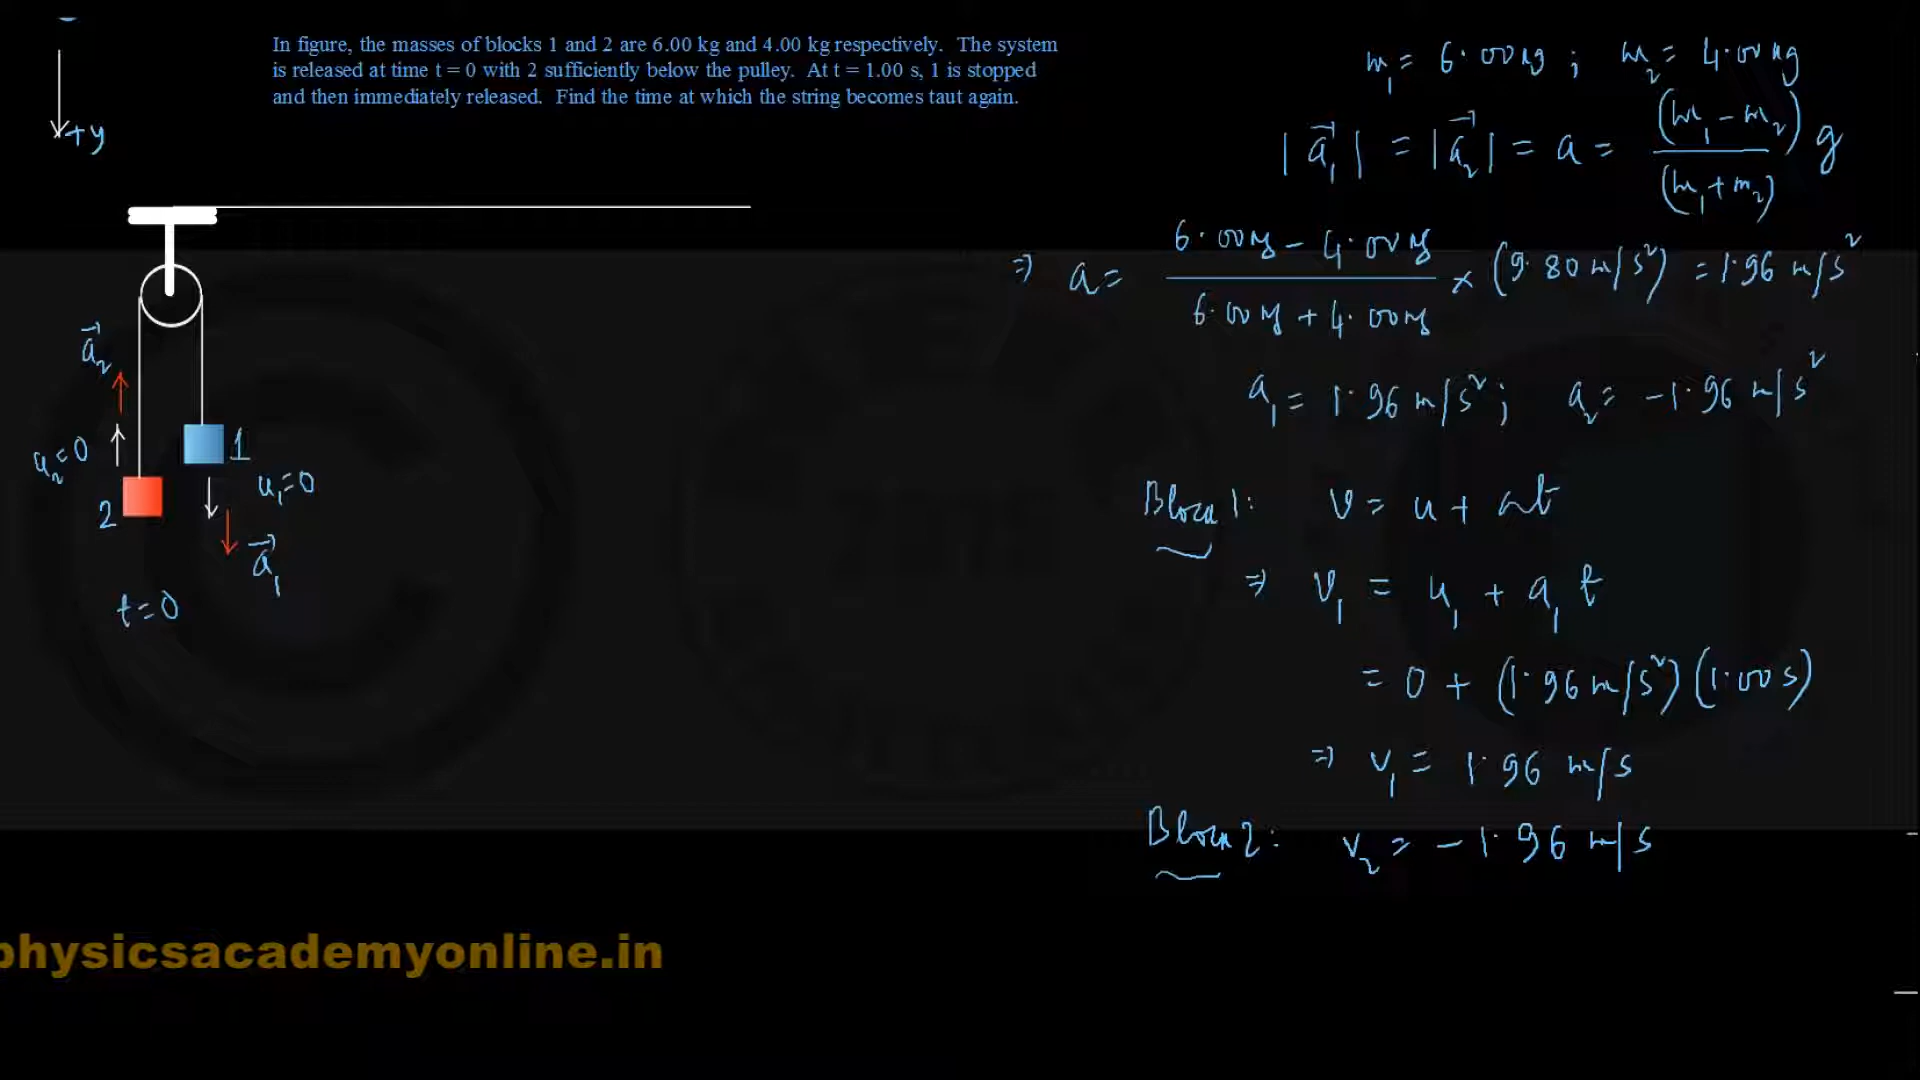 In figure, the masses of blocks 1 and 2 are 6.00 kg and 4.00 kg respectively. The system
is released at time t = 0 with 2 sufficiently below the pulley. At t = 1.00 s, 1 is stopped
and then immediately released. Find the time at which the string becomes taut again.
+y
a⃗₂
u₂=0
2
1
u₁=0
a⃗₁
t=0
m₁ = 6.00 kg ; m₂ = 4.00 kg
|a⃗₁| = |a⃗₂| = a = (m₁ - m₂)/(m₁ + m₂) g
⇒ a = (6.00 kg - 4.00 kg)/(6.00 kg + 4.00 kg) × (9.80 m/s²) = 1.96 m/s²
a₁ = 1.96 m/s² ; a₂ = -1.96 m/s²
Block 1: v = u + at
⇒ v₁ = u₁ + a₁ t
= 0 + (1.96 m/s²)(1.00 s)
⇒ v₁ = 1.96 m/s
Block 2: v₂ = -1.96 m/s
physicsacademyonline.in